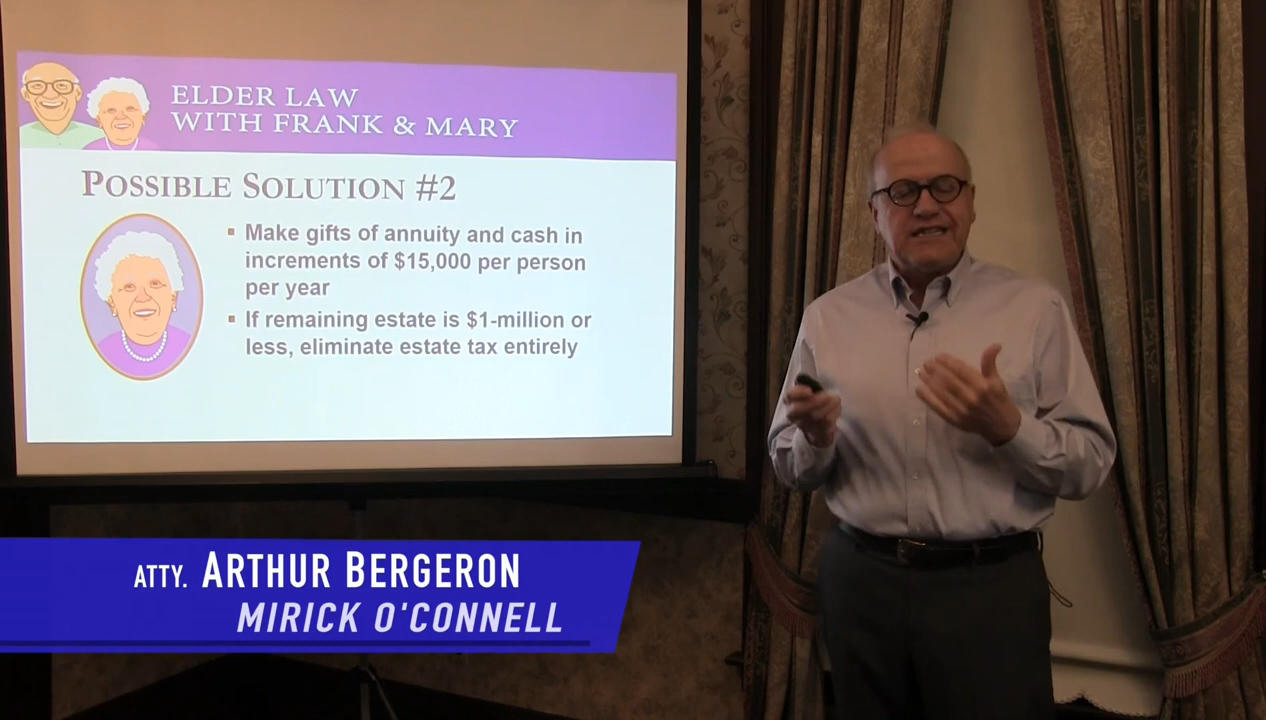 ELDER LAW
WITH FRANK & MARY
POSSIBLE SOLUTION #2
▪ Make gifts of annuity and cash in
increments of $15,000 per person
per year
▪ If remaining estate is $1-million or
less, eliminate estate tax entirely
ATTY. ARTHUR BERGERON
MIRICK O'CONNELL